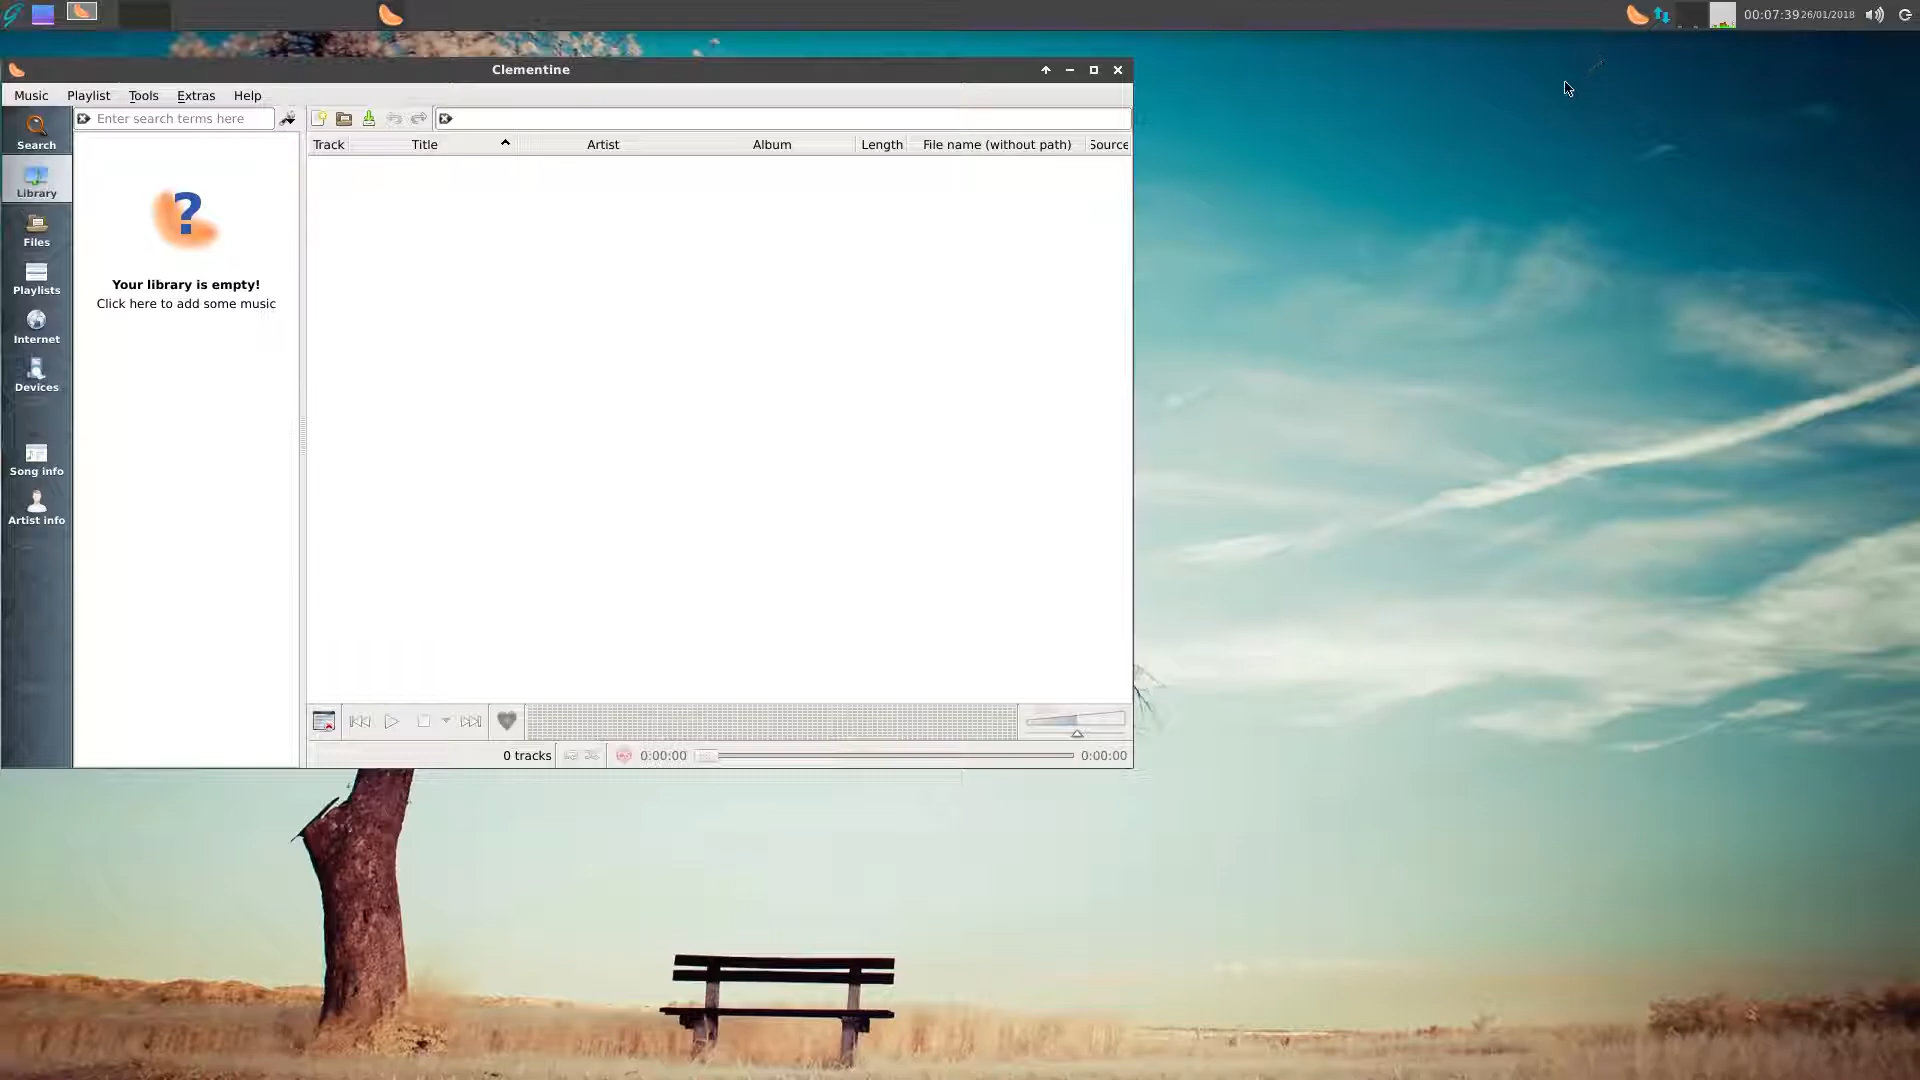 00:07:39 26/01/2018
Clementine
Music Playlist Tools Extras Help
Enter search terms here
Track Title Artist Album Length File name (without path) Source
Search
Library
Files
Playlists
Internet
Devices
Song info
Artist info
Your library is empty!
Click here to add some music
0 tracks 0:00:00 0:00:00